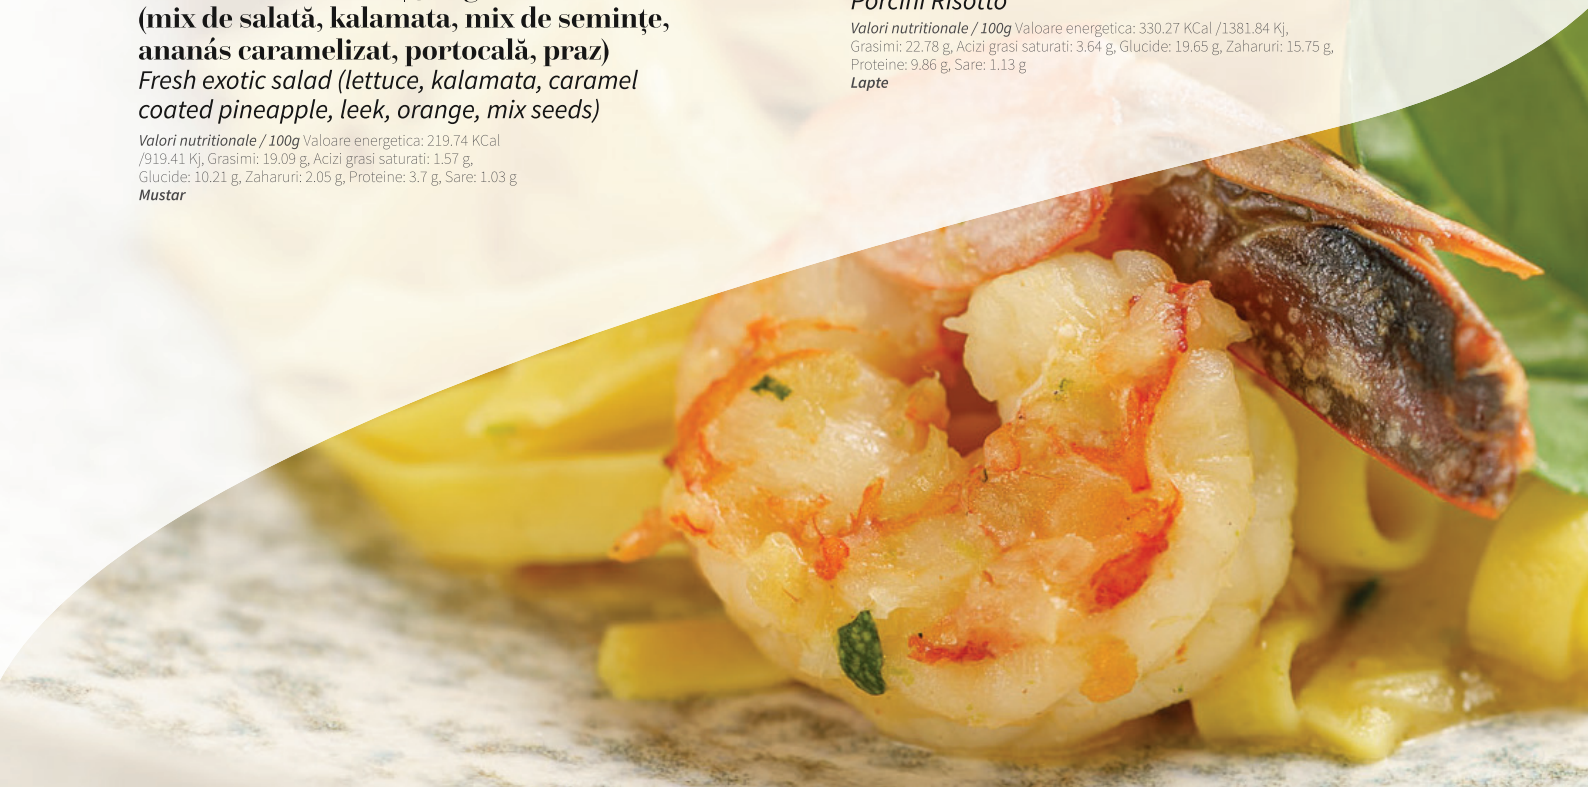 (mix de salată, kalamata, mix de semințe,
ananás caramelizat, portocală, praz)
Fresh exotic salad (lettuce, kalamata, caramel
coated pineapple, leek, orange, mix seeds)
Valori nutritionale / 100g Valoare energetica: 219.74 KCal
/919.41 Kj, Grasimi: 19.09 g, Acizi grasi saturati: 1.57 g,
Glucide: 10.21 g, Zaharuri: 2.05 g, Proteine: 3.7 g, Sare: 1.03 g
Mustar
Porcini Risotto
Valori nutritionale / 100g Valoare energetica: 330.27 KCal /1381.84 Kj,
Grasimi: 22.78 g, Acizi grasi saturati: 3.64 g, Glucide: 19.65 g, Zaharuri: 15.75 g,
Proteine: 9.86 g, Sare: 1.13 g
Lapte